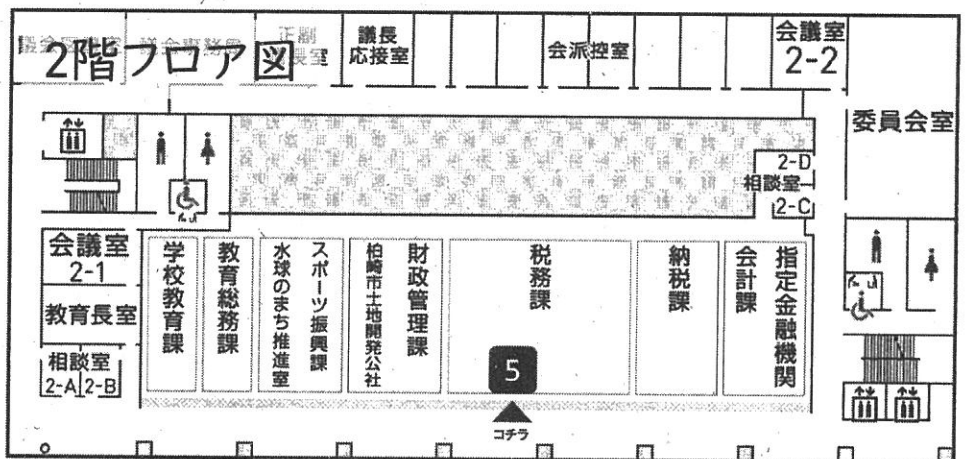 2階フロア図
議長
応接室
会派控室
会議室
2-2
委員会室
2-D
相談室
2-C
会議室
2-1
教育長室
相談室
2-A 2-B
学校教育課
教育総務課
スポーツ振興課
水球のまち推進室
財政管理課
柏崎市土地開発公社
税務課
納税課
指定金融機関
会計課
5
コチラ